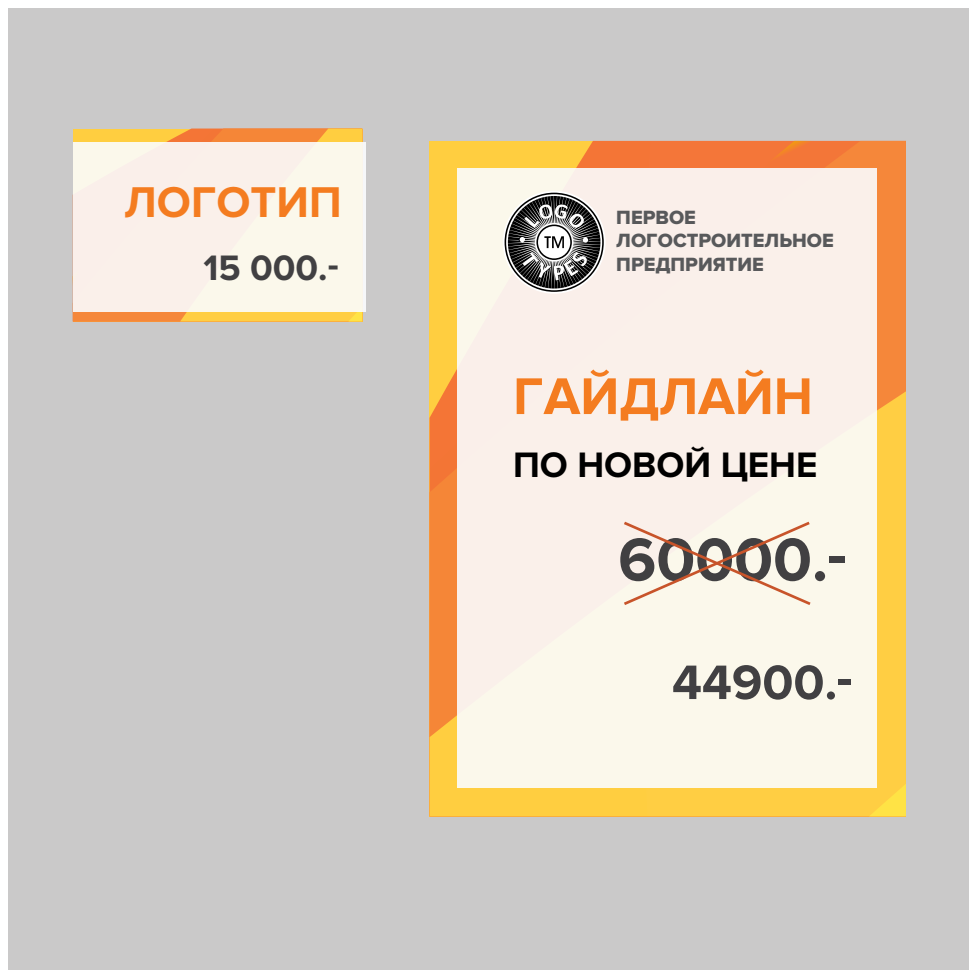 ЛОГОТИП
15 000.-
LOGO
TM
TYPES
ПЕРВОЕ
ЛОГОСТРОИТЕЛЬНОЕ
ПРЕДПРИЯТИЕ
ГАЙДЛАЙН
ПО НОВОЙ ЦЕНЕ
60000.-
44900.-